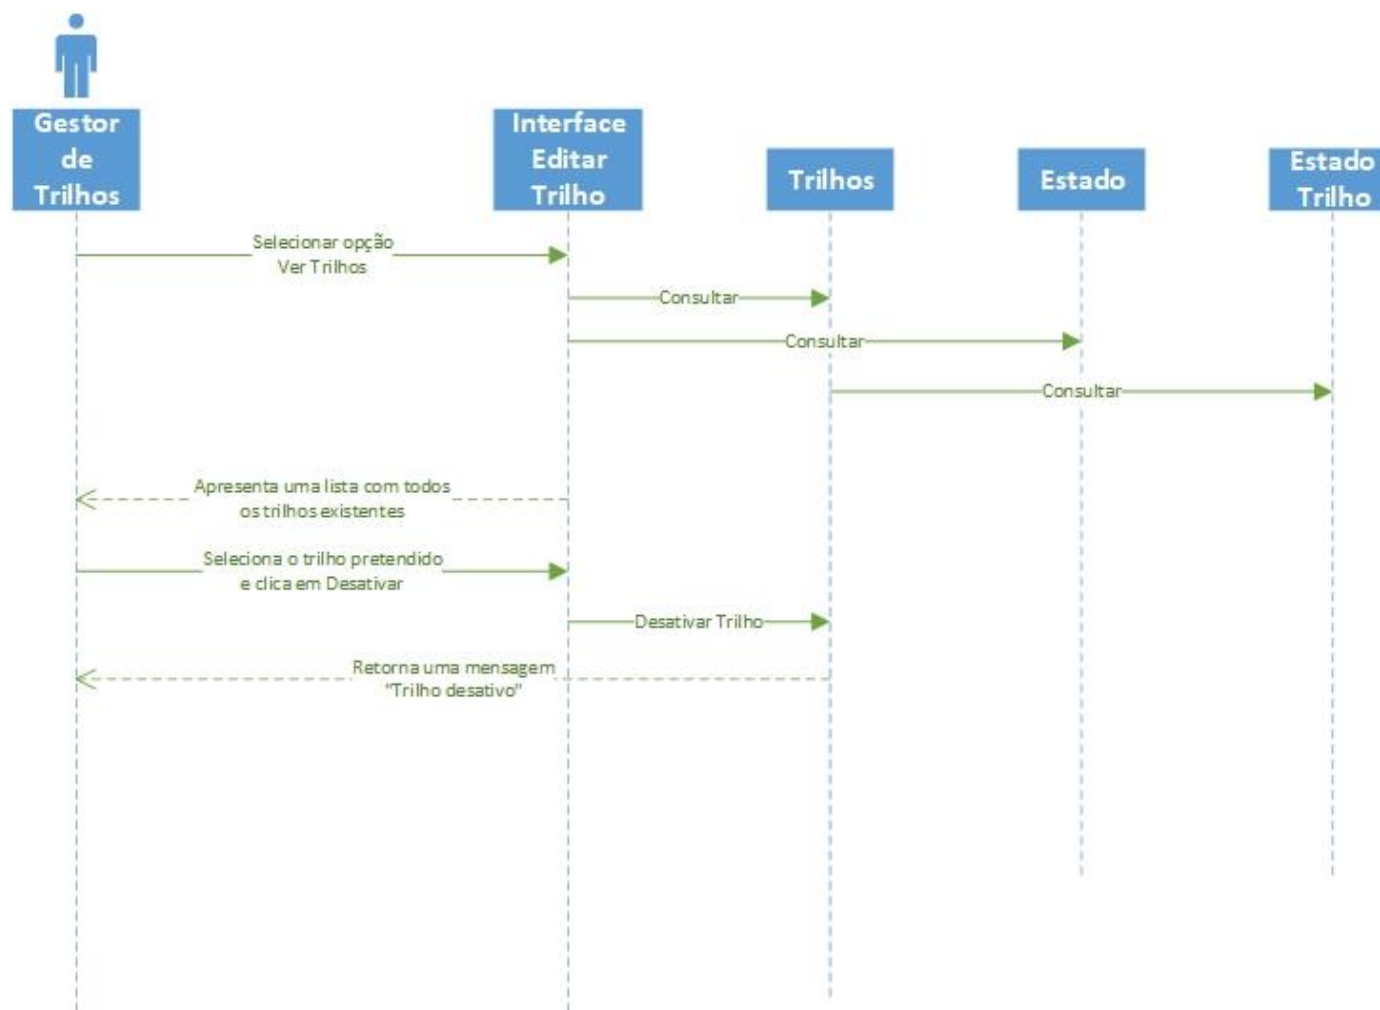 Gestor
de
Trilhos
Interface
Editar
Trilho
Trilhos
Estado
Estado
Trilho
Selecionar opção
Ver Trilhos
Consultar
Consultar
Consultar
Apresenta uma lista com todos
os trilhos existentes
Seleciona o trilho pretendido
e clica em Desativar
Desativar Trilho
Retorna uma mensagem
"Trilho desativo"